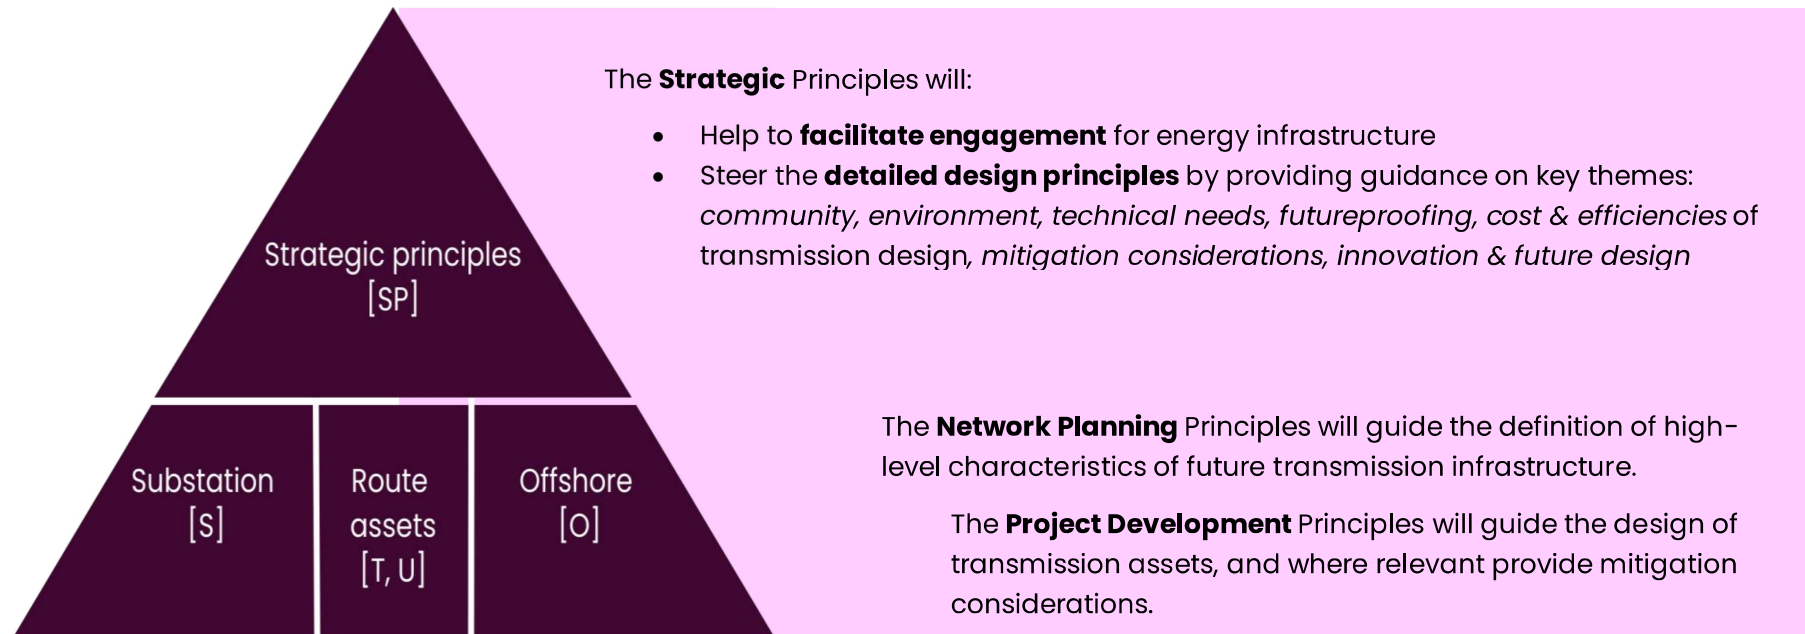 The Strategic Principles will:
• Help to facilitate engagement for energy infrastructure
• Steer the detailed design principles by providing guidance on key themes:
community, environment, technical needs, futureproofing, cost & efficiencies of
transmission design, mitigation considerations, innovation & future design
Strategic principles
[SP]
The Network Planning Principles will guide the definition of high-
level characteristics of future transmission infrastructure.
Substation
[S]
Route
assets
[T, U]
Offshore
[O]
The Project Development Principles will guide the design of
transmission assets, and where relevant provide mitigation
considerations.